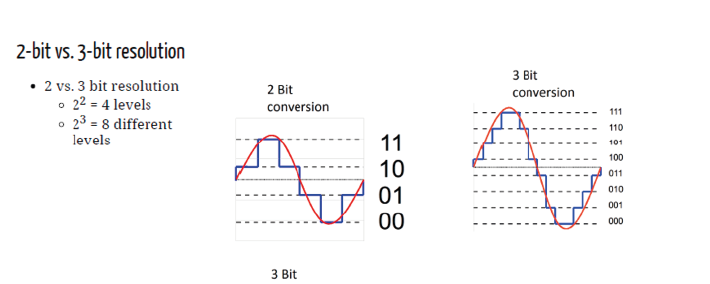 2-bit vs. 3-bit resolution
• 2 vs. 3 bit resolution
○ 2² = 4 levels
○ 2³ = 8 different
levels
2 Bit
conversion
11
10
01
00
3 Bit
conversion
111
110
101
100
011
010
001
000
3 Bit